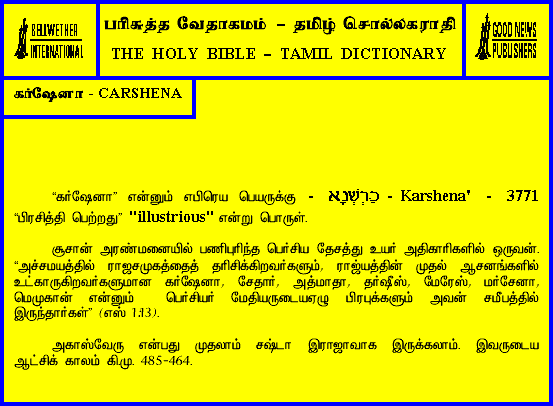 BELLWETHER
INTERNATIONAL
பரிசுத்த வேதாகமம் – தமிழ் சொல்லகராதி
THE HOLY BIBLE – TAMIL DICTIONARY
GOOD NEWS
PUBLISHERS
கர்ஷேனா - CARSHENA
“கர்ஷேனா” என்னும் எபிரெய பெயருக்கு - כַּרְשְׁנָא - Karshena' - 3771
“பிரசித்தி பெற்றது” "illustrious" என்று பொருள்.
சூசான் அரண்மனையில் பணிபுரிந்த பெர்சிய தேசத்து உயர் அதிகாரிகளில் ஒருவன்.
“அச்சமயத்தில் ராஜசமுகத்தைத் தரிசிக்கிறவர்களும், ராஜ்யத்தின் முதல் ஆசனங்களில்
உட்காருகிறவர்களுமான கர்ஷேனா, சேதார், அத்மாதா, தர்ஷீஸ், மேரேஸ், மர்சேனா,
மெமுகான் என்னும் பெர்சியர் மேதியருடையஏழு பிரபுக்களும் அவன் சமீபத்தில்
இருந்தார்கள்” (எஸ் 1:13).
அகாஸ்வேரு என்பது முதலாம் சஷ்டா இராஜாவாக இருக்கலாம். இவருடைய
ஆட்சிக் காலம் கி.மு. 485-464.